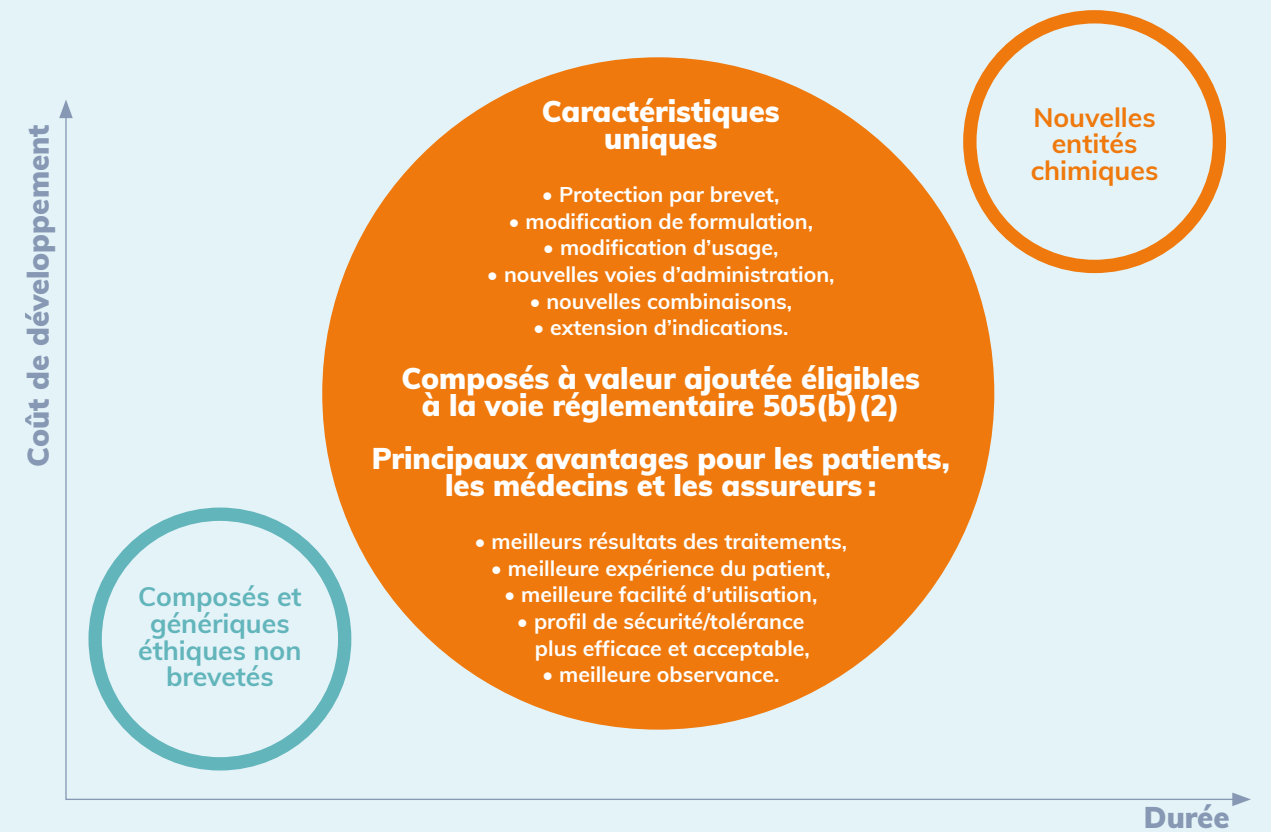 Coût de développement
Caractéristiques
uniques
• Protection par brevet,
• modification de formulation,
• modification d’usage,
• nouvelles voies d’administration,
• nouvelles combinaisons,
• extension d’indications.
Composés à valeur ajoutée éligibles
à la voie réglementaire 505(b)(2)
Principaux avantages pour les patients,
les médecins et les assureurs :
• meilleurs résultats des traitements,
• meilleure expérience du patient,
• meilleure facilité d’utilisation,
• profil de sécurité/tolérance
plus efficace et acceptable,
• meilleure observance.
Nouvelles
entités
chimiques
Composés et
génériques
éthiques non
brevetés
Durée